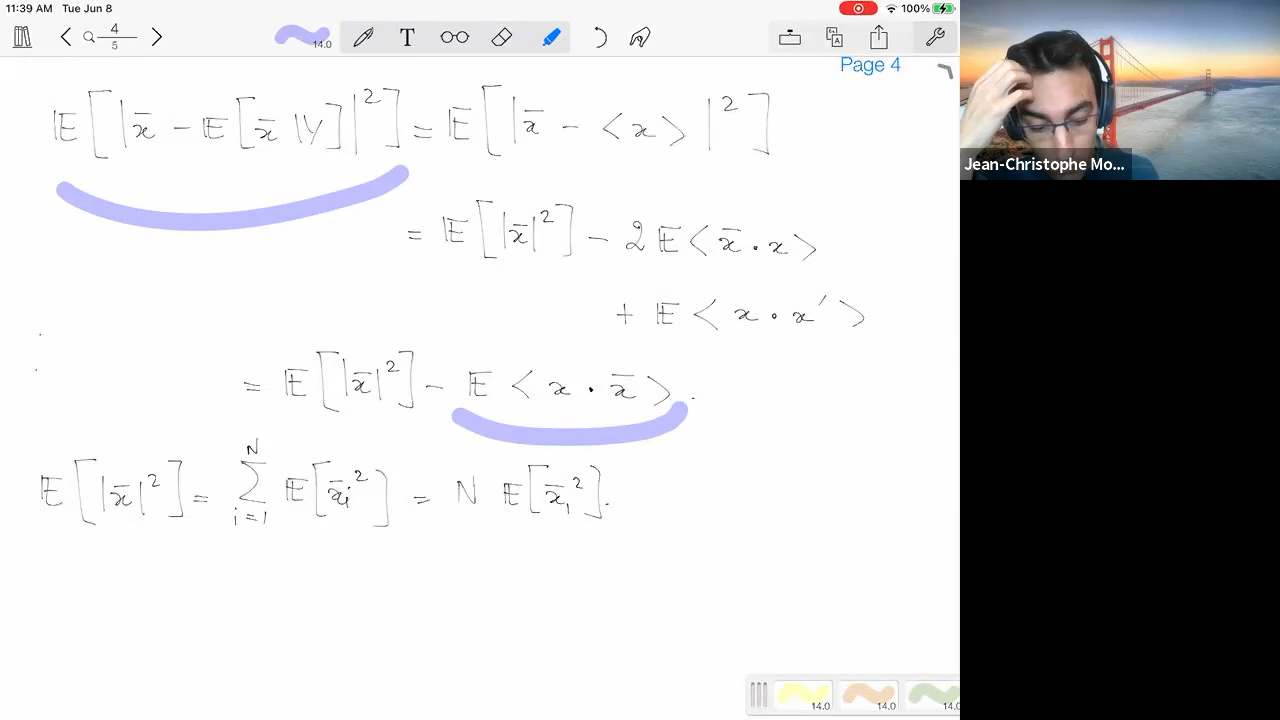 11:39 AM Tue Jun 8
100%
4
5
14.0
T
Page 4
𝔼[|x̄ − 𝔼[x̄|Y]|²] = 𝔼[|x̄ − <x>|²]
= 𝔼[|x̄|²] − 2𝔼<x̄·x>
+ 𝔼<x·x′>
= 𝔼[|x̄|²] − 𝔼<x·x̄>.
𝔼[|x̄|²] = ∑_{i=1}^{N} 𝔼[x̄ᵢ²] = N 𝔼[x̄₁²].
14.0 14.0 14.0
Jean-Christophe Mo...